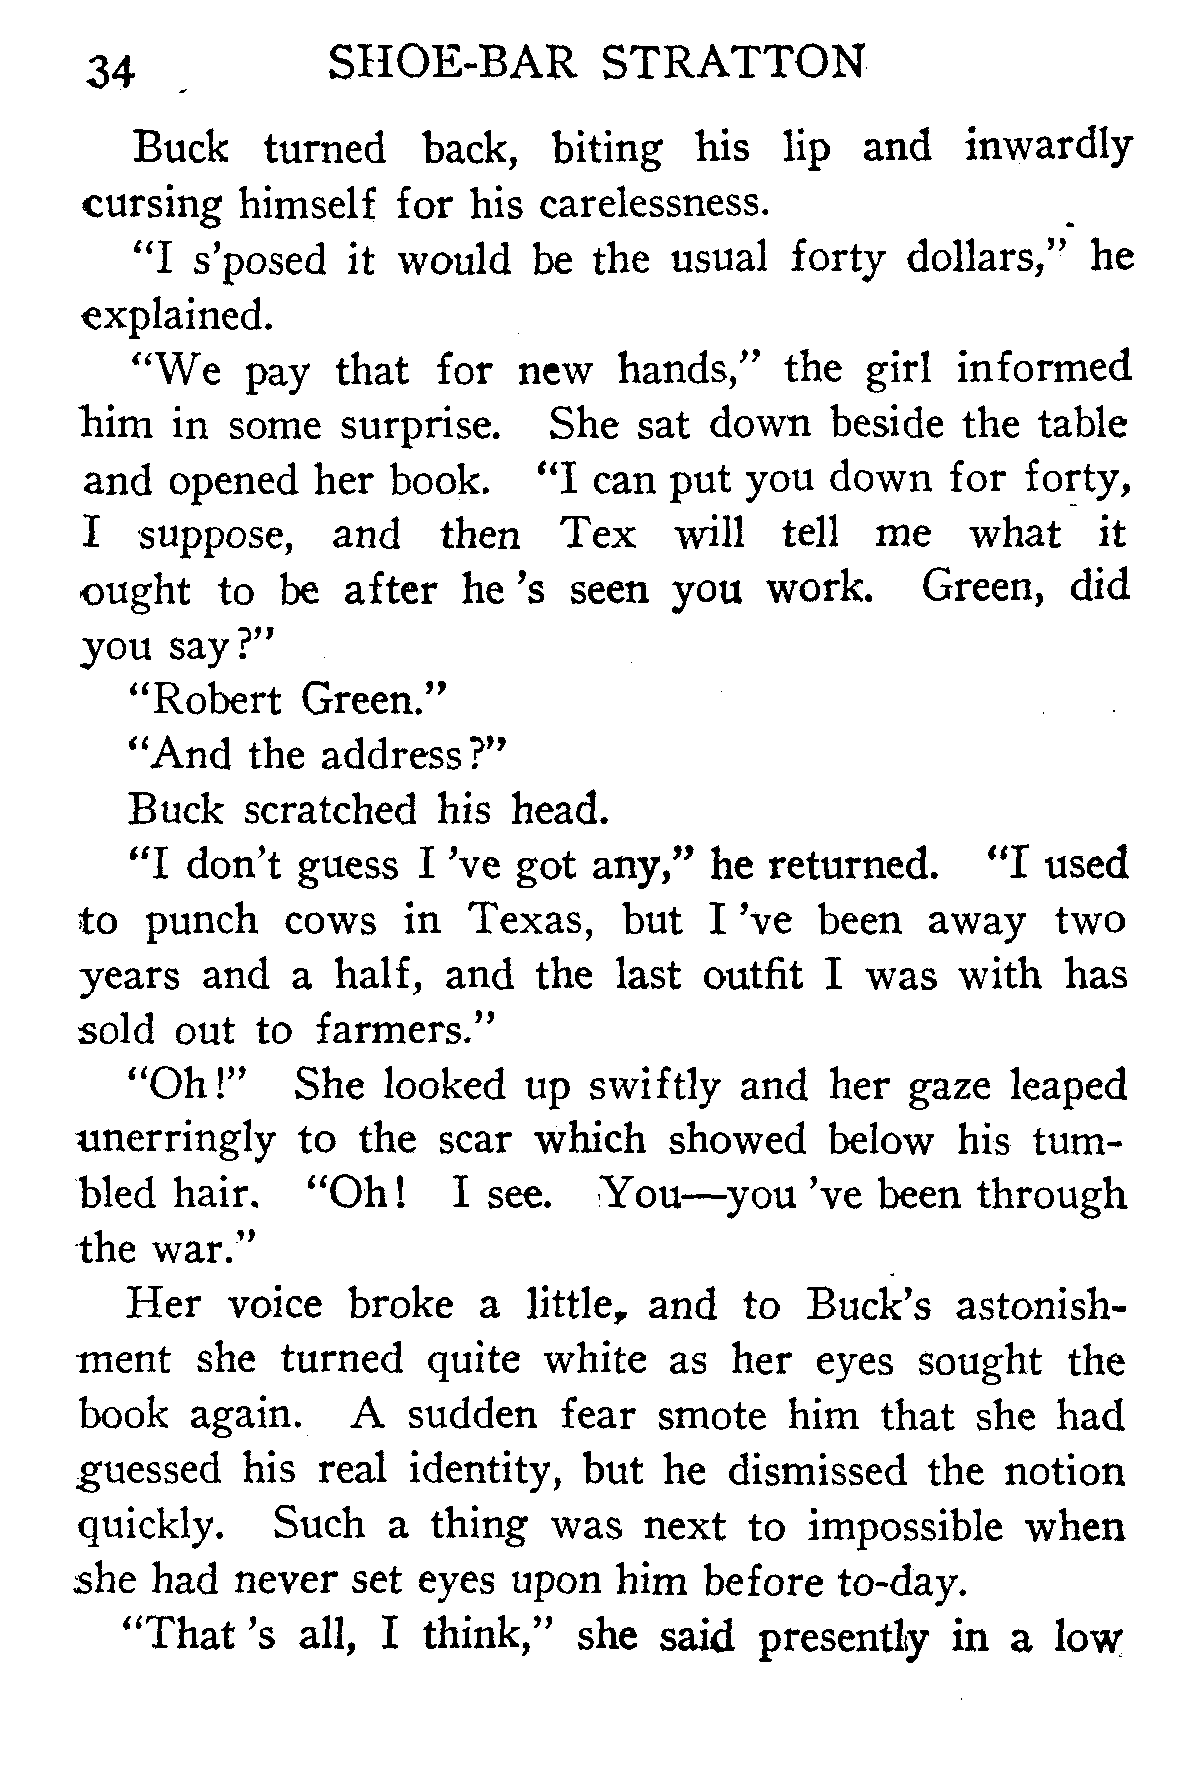 34 SHOE-BAR STRATTON
Buck turned back, biting his lip and inwardly
cursing himself for his carelessness.
"I s'posed it would be the usual forty dollars," he
explained.
"We pay that for new hands," the girl informed
him in some surprise. She sat down beside the table
and opened her book. "I can put you down for forty,
I suppose, and then Tex will tell me what it
ought to be after he 's seen you work. Green, did
you say?"
"Robert Green."
"And the address?"
Buck scratched his head.
"I don't guess I 've got any," he returned. "I used
to punch cows in Texas, but I 've been away two
years and a half, and the last outfit I was with has
sold out to farmers."
"Oh!" She looked up swiftly and her gaze leaped
unerringly to the scar which showed below his tum-
bled hair. "Oh! I see. You—you 've been through
the war."
Her voice broke a little, and to Buck's astonish-
ment she turned quite white as her eyes sought the
book again. A sudden fear smote him that she had
guessed his real identity, but he dismissed the notion
quickly. Such a thing was next to impossible when
she had never set eyes upon him before to-day.
"That 's all, I think," she said presently in a low